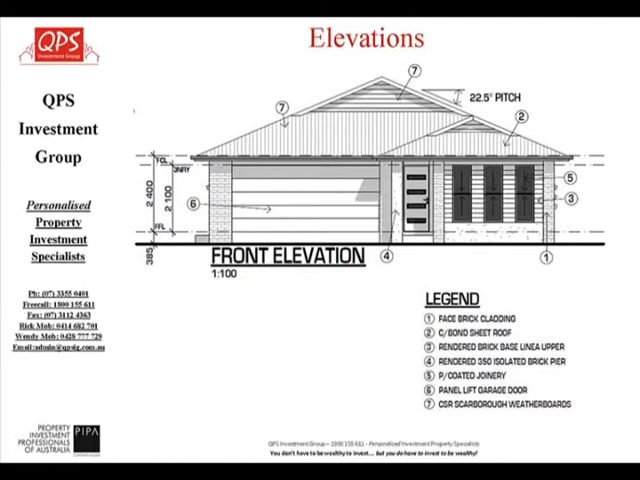 QPS
Investment Group
Elevations
QPS
Investment
Group
Personalised
Property
Investment
Specialists
Ph: (07) 3355 0401
Freecall: 1800 155 611
Fax: (07) 3112 4363
Rick Mob: 0414 682 701
Wendy Mob: 0428 777 729
Email:admin@qpsig.com.au
7
22.5° PITCH
7
2
FCL
2 400
2 100
5
3
6
FFL
385
4
1
FRONT ELEVATION
1:100
LEGEND
1 FACE BRICK CLADDING
2 C/BOND SHEET ROOF
3 RENDERED BRICK BASE LINEA UPPER
4 RENDERED 350 ISOLATED BRICK PIER
5 P/COATED JOINERY
6 PANEL LIFT GARAGE DOOR
7 CSR SCARBOROUGH WEATHERBOARDS
PROPERTY
INVESTMENT
PROFESSIONALS
OF AUSTRALIA
PIPA
QPS Investment Group – 1800 155 611 - Personalised Investment Property Specialists
You don't have to be wealthy to invest... but you do have to invest to be wealthy!